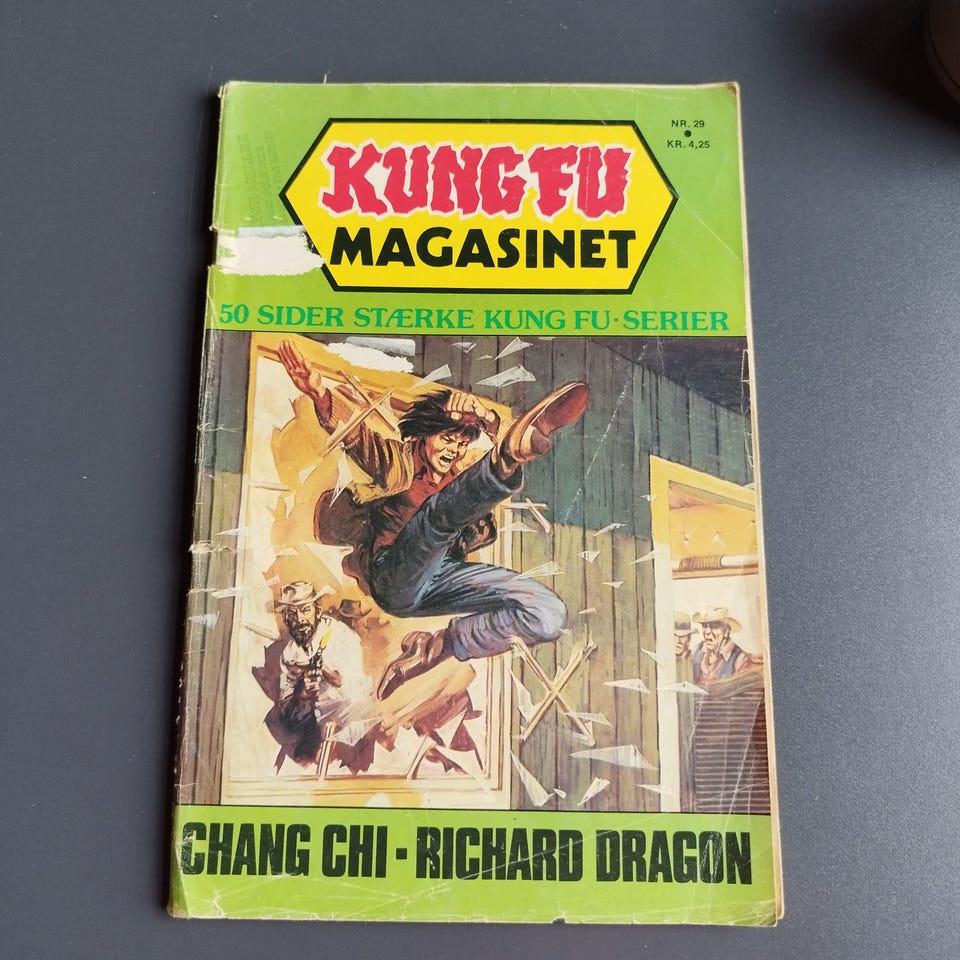 NR. 29
KR. 4,25
KUNG FU
MAGASINET
50 SIDER STÆRKE KUNG FU·SERIER
CHANG CHI - RICHARD DRAGON